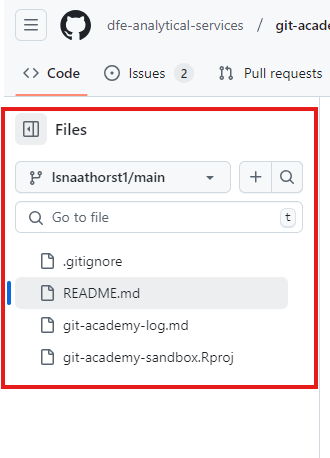 dfe-analytical-services / git-acade
Code Issues 2 Pull requests
Files
lsnaathorst1/main
Go to file t
.gitignore
README.md
git-academy-log.md
git-academy-sandbox.Rproj